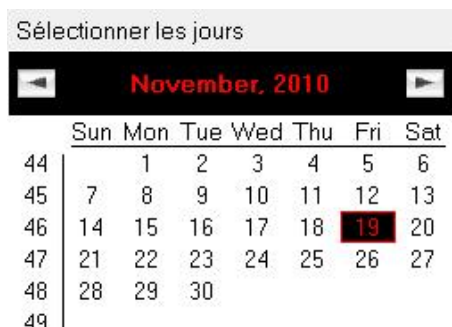 Sélectionner les jours
November, 2010
Sun Mon Tue Wed Thu Fri Sat
44 1 2 3 4 5 6
45 7 8 9 10 11 12 13
46 14 15 16 17 18 19 20
47 21 22 23 24 25 26 27
48 28 29 30
49